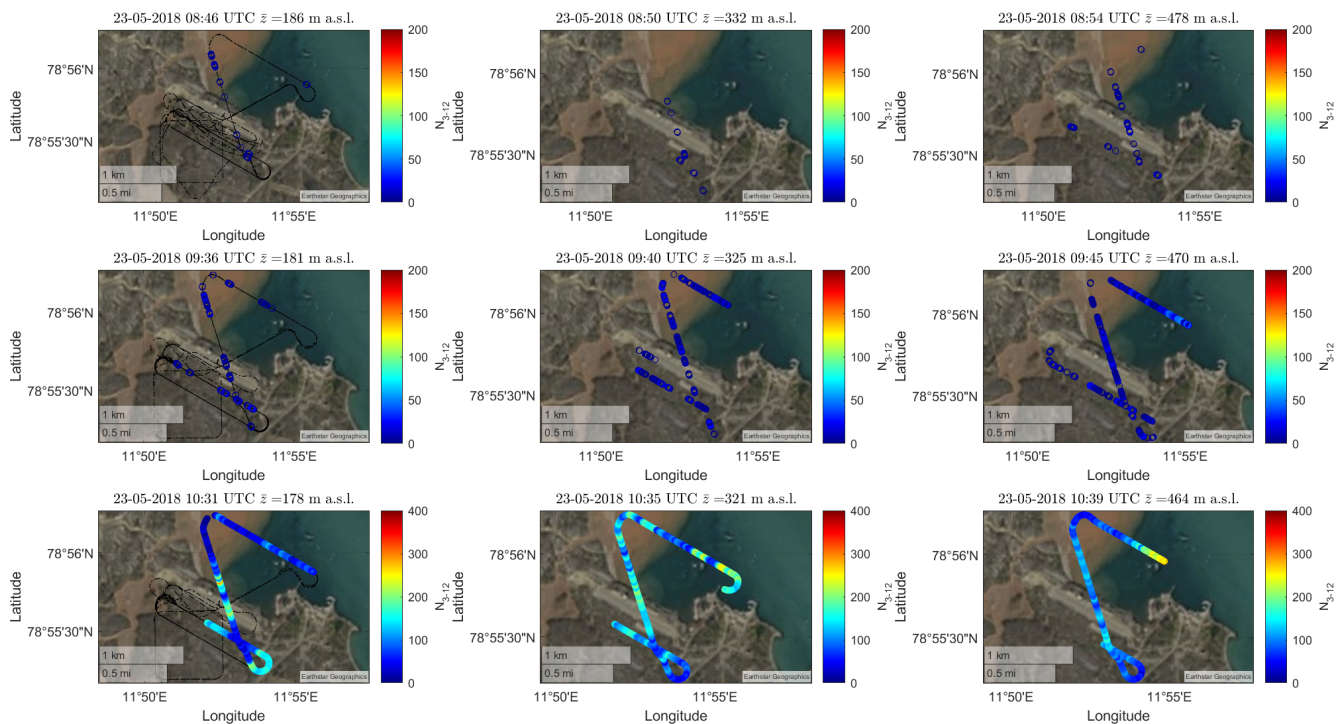 23-05-2018 08:46 UTC z̄ =186 m a.s.l.
78°56'N
78°55'30"N
Latitude
1 km
0.5 mi
Earthstar Geographics
11°50'E
11°55'E
Longitude
200
150
100
50
0
N3-12
23-05-2018 08:50 UTC z̄ =332 m a.s.l.
78°56'N
78°55'30"N
Latitude
1 km
0.5 mi
Earthstar Geographics
11°50'E
11°55'E
Longitude
200
150
100
50
0
N3-12
23-05-2018 08:54 UTC z̄ =478 m a.s.l.
78°56'N
78°55'30"N
Latitude
1 km
0.5 mi
Earthstar Geographics
11°50'E
11°55'E
Longitude
200
150
100
50
0
N3-12
23-05-2018 09:36 UTC z̄ =181 m a.s.l.
78°56'N
78°55'30"N
Latitude
1 km
0.5 mi
Earthstar Geographics
11°50'E
11°55'E
Longitude
200
150
100
50
0
N3-12
23-05-2018 09:40 UTC z̄ =325 m a.s.l.
78°56'N
78°55'30"N
Latitude
1 km
0.5 mi
Earthstar Geographics
11°50'E
11°55'E
Longitude
200
150
100
50
0
N3-12
23-05-2018 09:45 UTC z̄ =470 m a.s.l.
78°56'N
78°55'30"N
Latitude
1 km
0.5 mi
Earthstar Geographics
11°50'E
11°55'E
Longitude
200
150
100
50
0
N3-12
23-05-2018 10:31 UTC z̄ =178 m a.s.l.
78°56'N
78°55'30"N
Latitude
1 km
0.5 mi
Earthstar Geographics
11°50'E
11°55'E
Longitude
400
300
200
100
0
N3-12
23-05-2018 10:35 UTC z̄ =321 m a.s.l.
78°56'N
78°55'30"N
Latitude
1 km
0.5 mi
Earthstar Geographics
11°50'E
11°55'E
Longitude
400
300
200
100
0
N3-12
23-05-2018 10:39 UTC z̄ =464 m a.s.l.
78°56'N
78°55'30"N
Latitude
1 km
0.5 mi
Earthstar Geographics
11°50'E
11°55'E
Longitude
400
300
200
100
0
N3-12